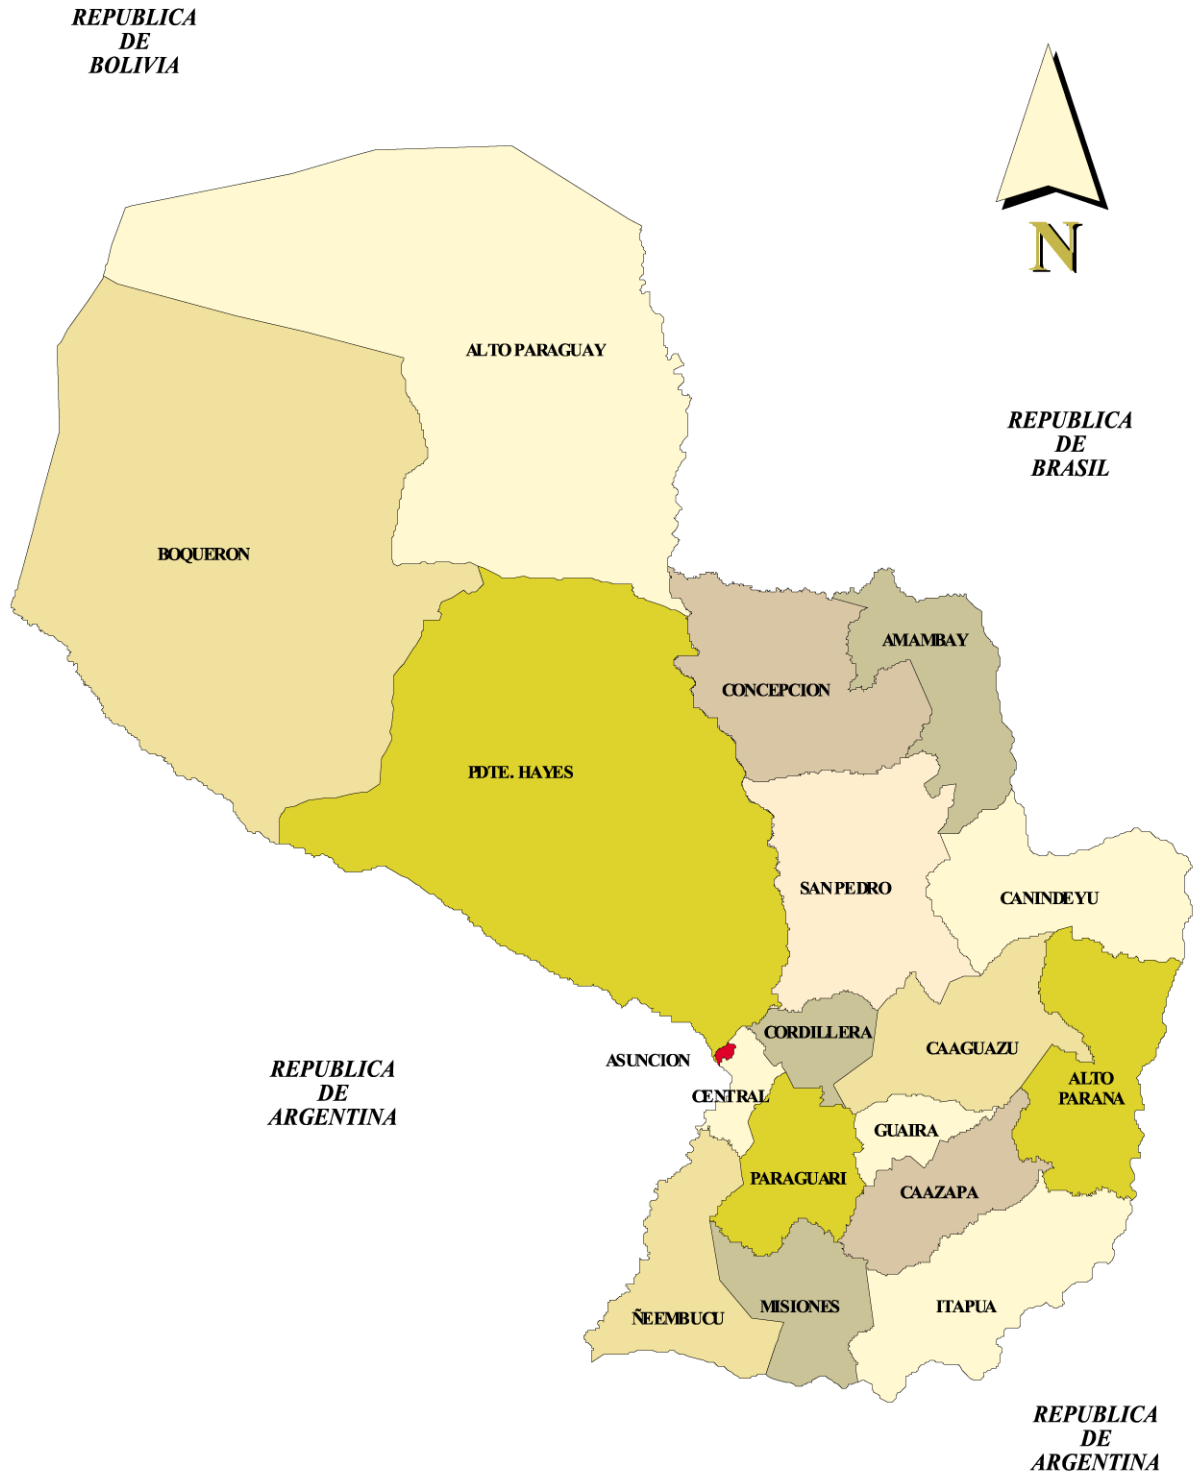 REPUBLICA
DE
BOLIVIA
N
ALTO PARAGUAY
REPUBLICA
DE
BRASIL
BOQUERON
AMAMBAY
CONCEPCION
PDTE. HAYES
SAN PEDRO
CANINDEYU
CORDILLERA
CAAGUAZU
ASUNCION
REPUBLICA
DE
ARGENTINA
ALTO
PARANA
CENTRAL
GUAIRA
PARAGUARI
CAAZAPA
MISIONES
ITAPUA
ÑEEMBUCU
REPUBLICA
DE
ARGENTINA